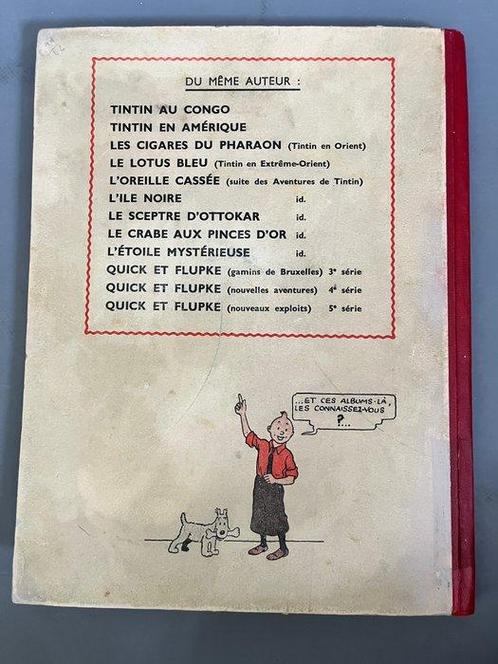 DU MÊME AUTEUR :
TINTIN AU CONGO
TINTIN EN AMÉRIQUE
LES CIGARES DU PHARAON (Tintin en Orient)
LE LOTUS BLEU (Tintin en Extrême-Orient)
L'OREILLE CASSÉE (suite des Aventures de Tintin)
L'ILE NOIRE id.
LE SCEPTRE D'OTTOKAR id.
LE CRABE AUX PINCES D'OR id.
L'ÉTOILE MYSTÉRIEUSE id.
QUICK ET FLUPKE (gamins de Bruxelles) 3e série
QUICK ET FLUPKE (nouvelles aventures) 4e série
QUICK ET FLUPKE (nouveaux exploits) 5e série
...ET CES ALBUMS-LÀ,
LES CONNAISSEZ-VOUS
?...